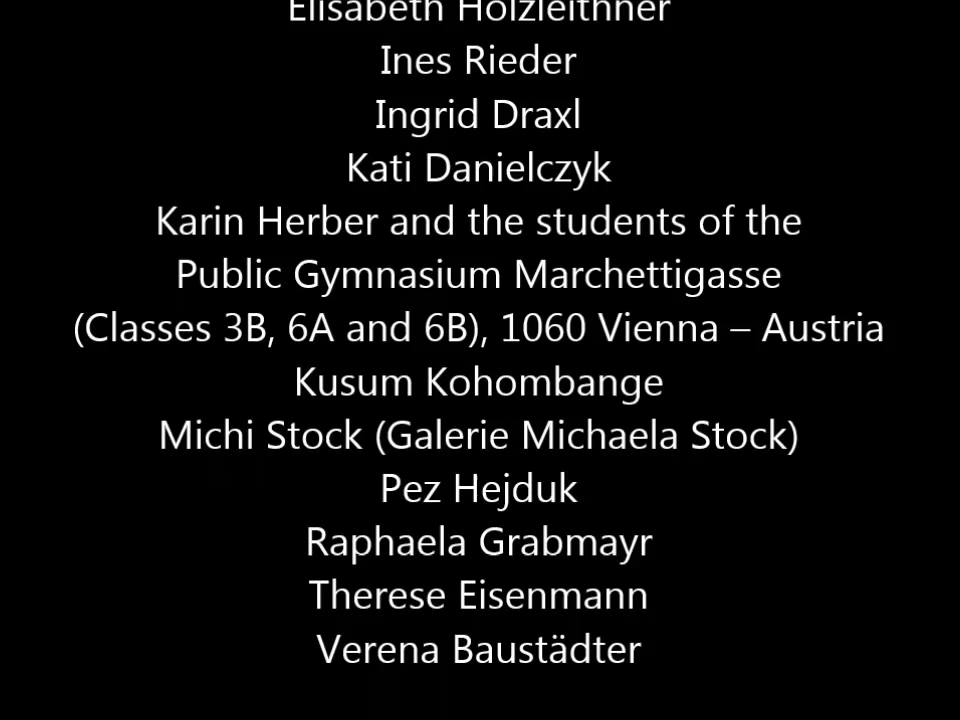 Elisabeth Holzleithner
Ines Rieder
Ingrid Draxl
Kati Danielczyk
Karin Herber and the students of the
Public Gymnasium Marchettigasse
(Classes 3B, 6A and 6B), 1060 Vienna – Austria
Kusum Kohombange
Michi Stock (Galerie Michaela Stock)
Pez Hejduk
Raphaela Grabmayr
Therese Eisenmann
Verena Baustädter